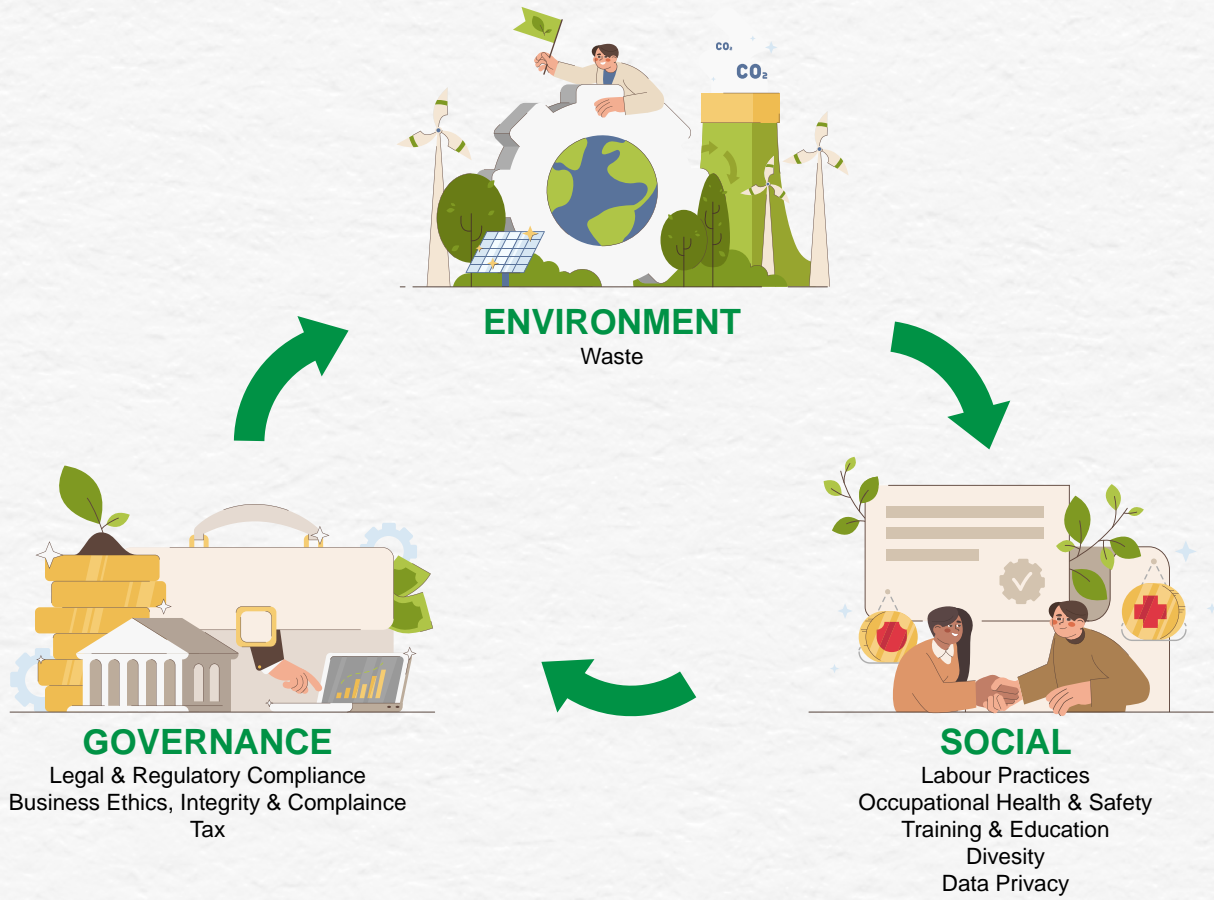 CO₂
CO₂
ENVIRONMENT
Waste
GOVERNANCE
Legal & Regulatory Compliance
Business Ethics, Integrity & Complaince
Tax
SOCIAL
Labour Practices
Occupational Health & Safety
Training & Education
Divesity
Data Privacy